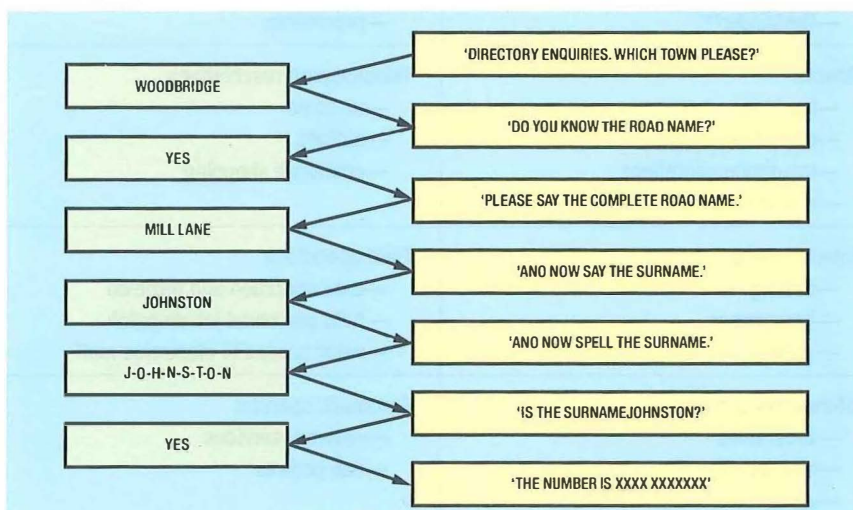 'DIRECTORY ENQUIRIES. WHICH TOWN PLEASE?'
WOODBRIDGE
'DO YOU KNOW THE ROAD NAME?'
YES
'PLEASE SAY THE COMPLETE ROAO NAME.'
MILL LANE
'ANO NOW SAY THE SURNAME.'
JOHNSTON
'ANO NOW SPELL THE SURNAME.'
J-O-H-N-S-T-O-N
'IS THE SURNAMEJOHNSTON?'
YES
'THE NUMBER IS XXXX XXXXXXX'